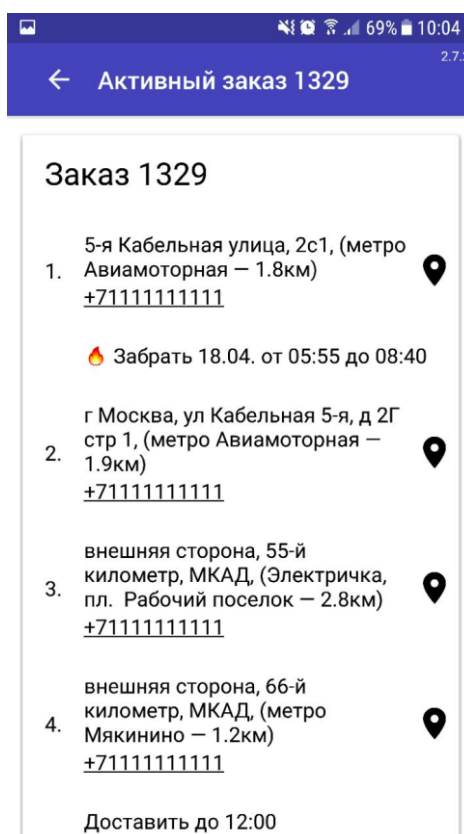 69% 10:04
2.7.
Активный заказ 1329
Заказ 1329
5-я Кабельная улица, 2с1, (метро
1. Авиамоторная — 1.8км)
+71111111111
Забрать 18.04. от 05:55 до 08:40
г Москва, ул Кабельная 5-я, д 2Г
2. стр 1, (метро Авиамоторная —
1.9км)
+71111111111
внешняя сторона, 55-й
километр, МКАД, (Электричка,
3. пл. Рабочий поселок — 2.8км)
+71111111111
внешняя сторона, 66-й
километр, МКАД, (метро
4. Мякинино — 1.2км)
+71111111111
Доставить до 12:00